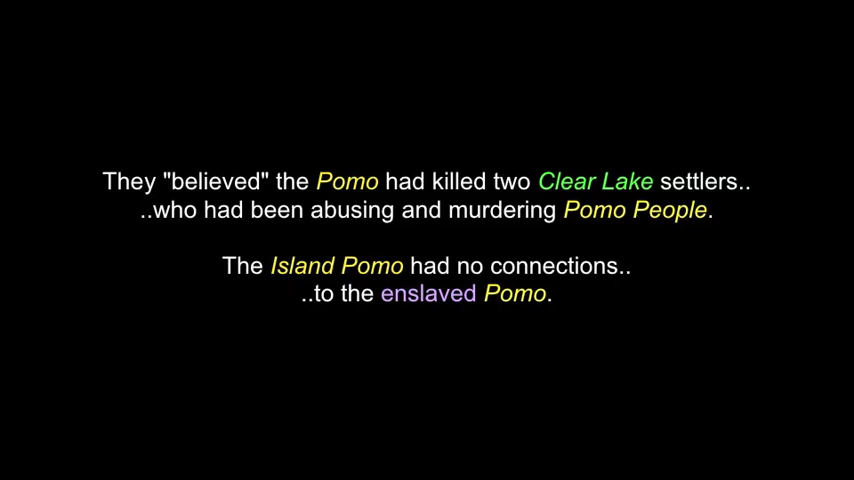 They "believed" the Pomo had killed two Clear Lake settlers..
..who had been abusing and murdering Pomo People.
The Island Pomo had no connections..
..to the enslaved Pomo.